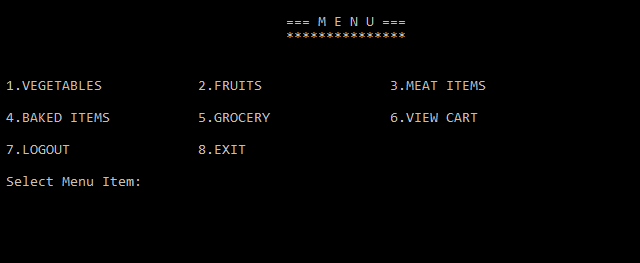 === M E N U ===
***************
1.VEGETABLES 2.FRUITS 3.MEAT ITEMS
4.BAKED ITEMS 5.GROCERY 6.VIEW CART
7.LOGOUT 8.EXIT
Select Menu Item: